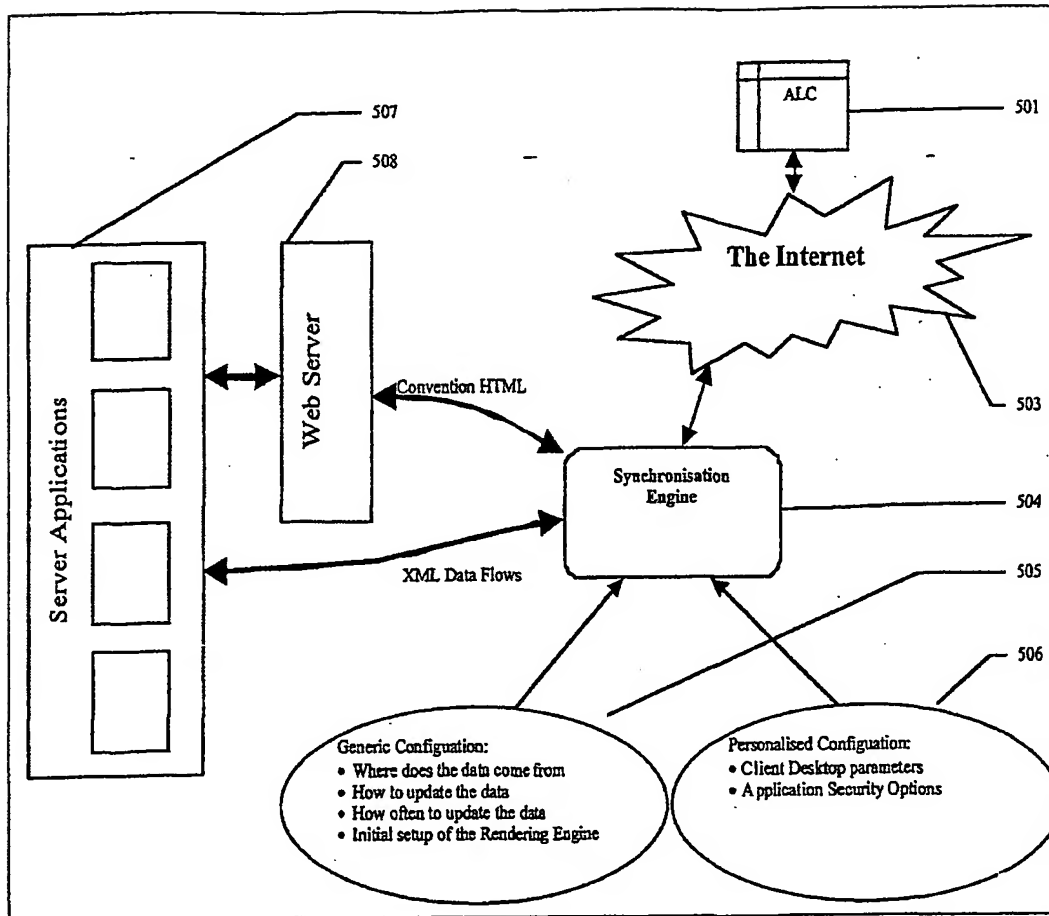 507
508
ALC
501
The Internet
503
Server Applications
Web Server
Convention HTML
Synchronisation
Engine
504
XML Data Flows
505
506
Generic Configuation:
• Where does the data come from
• How to update the data
• How often to update the data
• Initial setup of the Rendering Engine
Personalised Configuation:
• Client Desktop parameters
• Application Security Options